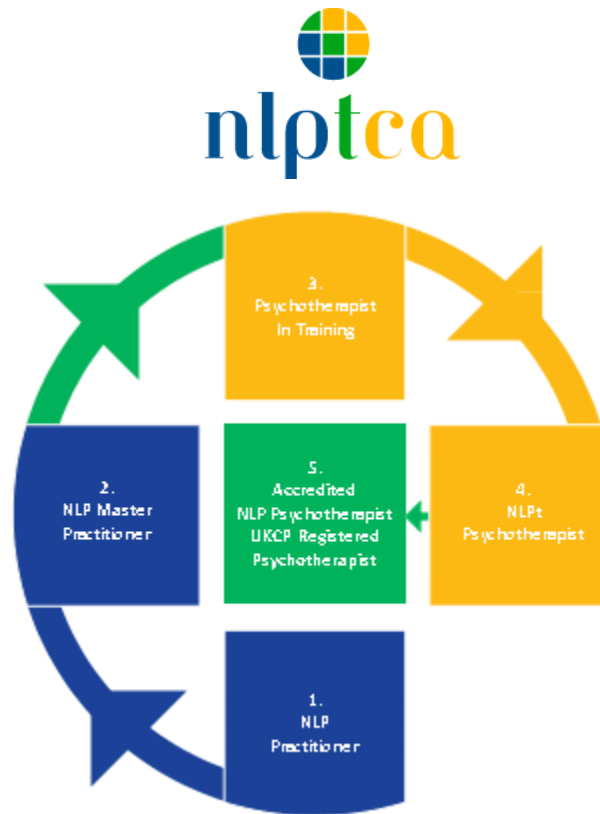 nlptca
3.
Psychotherapist
In Training
2.
NLP Master
Practitioner
5.
Accredited
NLP Psychotherapist
UKCP Registered
Psychotherapist
4.
NLPt
Psychotherapist
1.
NLP
Practitioner